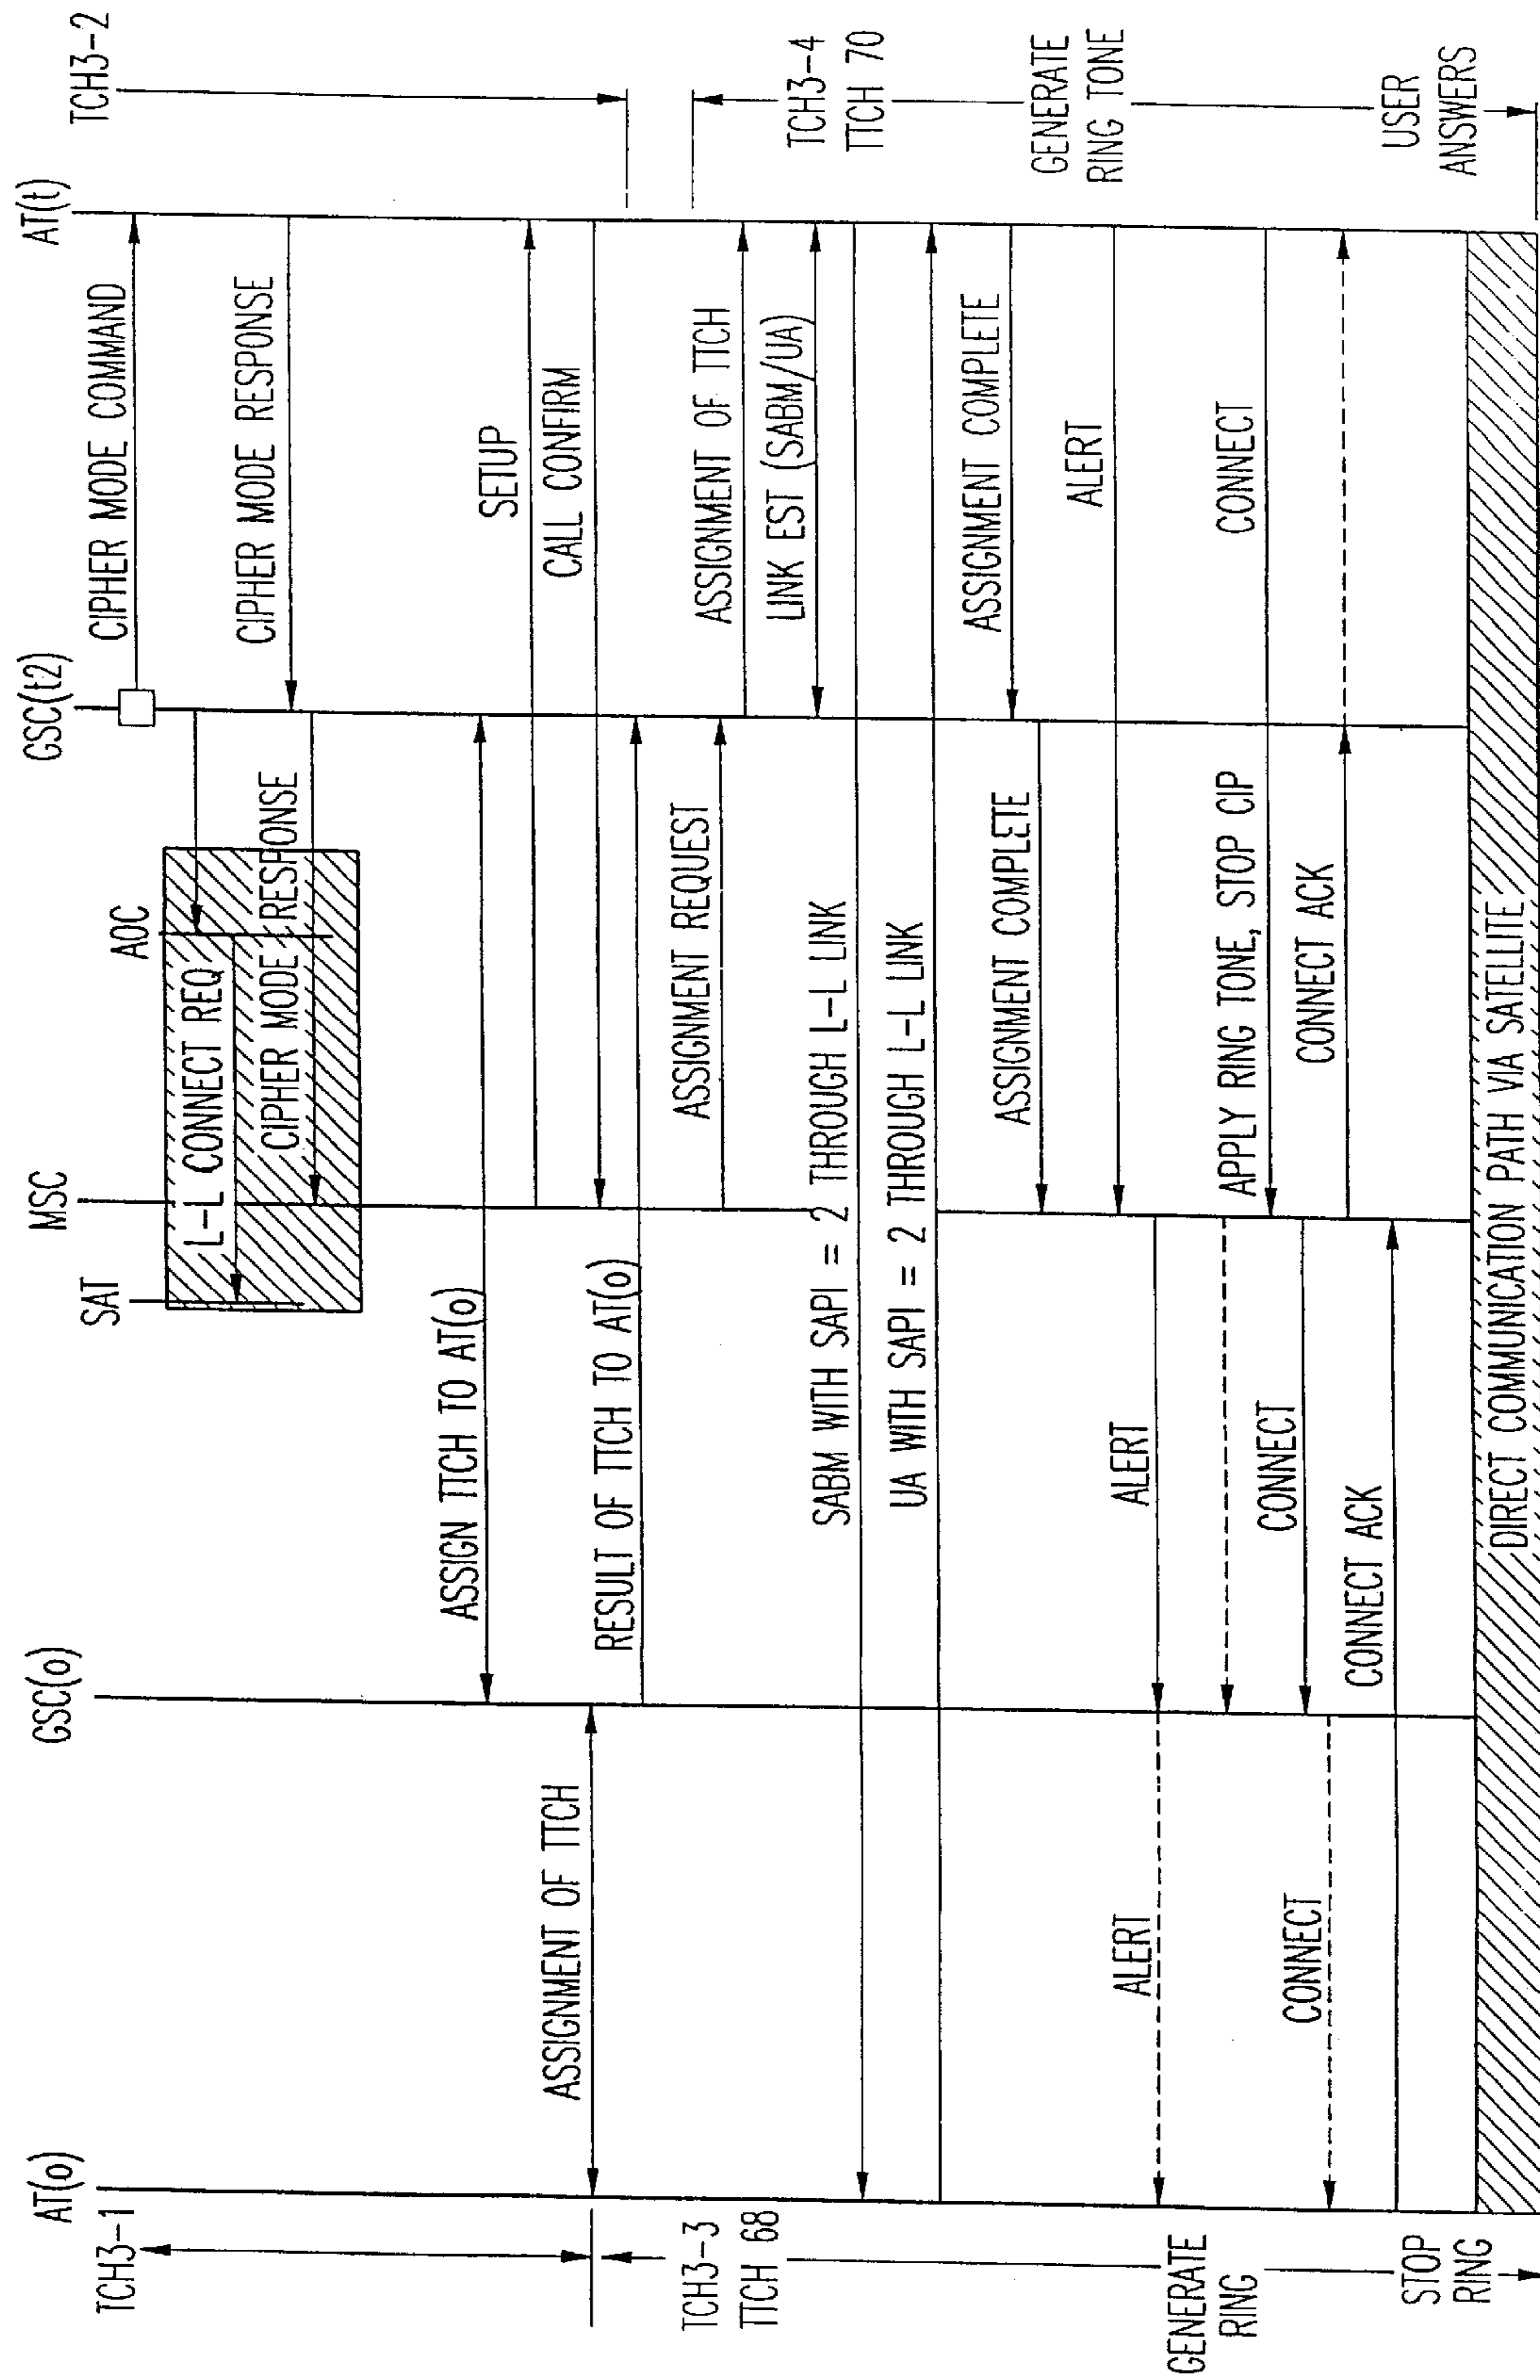 AT(o)
GSC(o)
SAT
MSC
AOC
GSC(t2)
AT(t)
TCH3-1
TCH3-2
CIPHER MODE COMMAND
L-L CONNECT REQ
CIPHER MODE RESPONSE
CIPHER MODE RESPONSE
ASSIGN TTCH TO AT(o)
SETUP
ASSIGNMENT OF TTCH
CALL CONFIRM
RESULT OF TTCH TO AT(o)
TCH3-3
TTCH 68
ASSIGNMENT REQUEST
ASSIGNMENT OF TTCH
LINK EST (SABM/UA)
TCH3-4
TTCH 70
SABM WITH SAPI = 2 THROUGH L-L LINK
UA WITH SAPI = 2 THROUGH L-L LINK
ASSIGNMENT COMPLETE
ASSIGNMENT COMPLETE
GENERATE
RING TONE
ALERT
ALERT
ALERT
GENERATE
RING
APPLY RING TONE, STOP CIP
CONNECT
CONNECT
CONNECT
CONNECT ACK
CONNECT ACK
STOP
RING
USER
ANSWERS
DIRECT COMMUNICATION PATH VIA SATELLITE